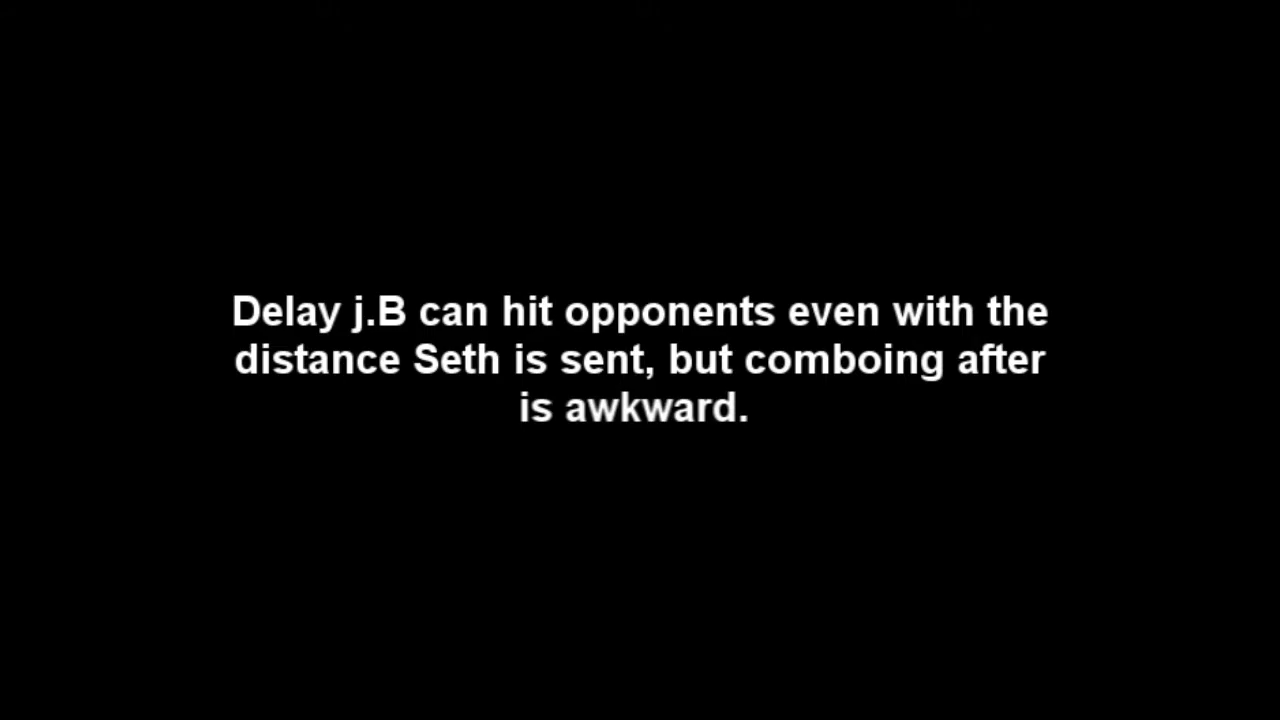 Delay j.B can hit opponents even with the
distance Seth is sent, but comboing after
is awkward.